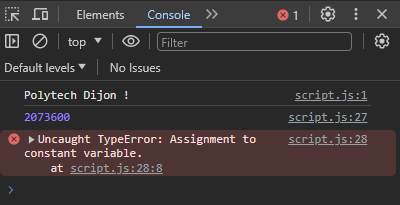 Elements Console 1
top Filter
Default levels No Issues
Polytech Dijon ! script.js:1
2073600 script.js:27
Uncaught TypeError: Assignment to script.js:28
constant variable.
at script.js:28:8